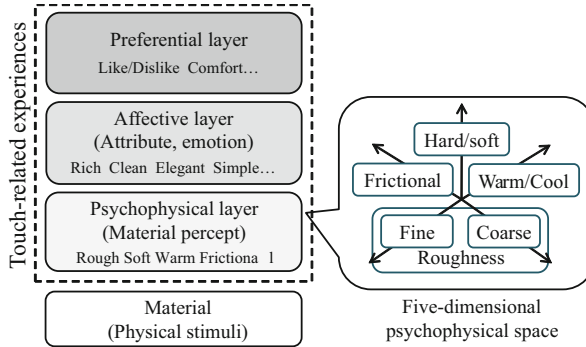 Touch-related experiences
Preferential layer
Like/Dislike Comfort…
Affective layer
(Attribute, emotion)
Rich Clean Elegant Simple…
Psychophysical layer
(Material percept)
Rough Soft Warm Frictiona l
Material
(Physical stimuli)
Hard/soft
Frictional
Warm/Cool
Fine
Coarse
Roughness
Five-dimensional
psychophysical space